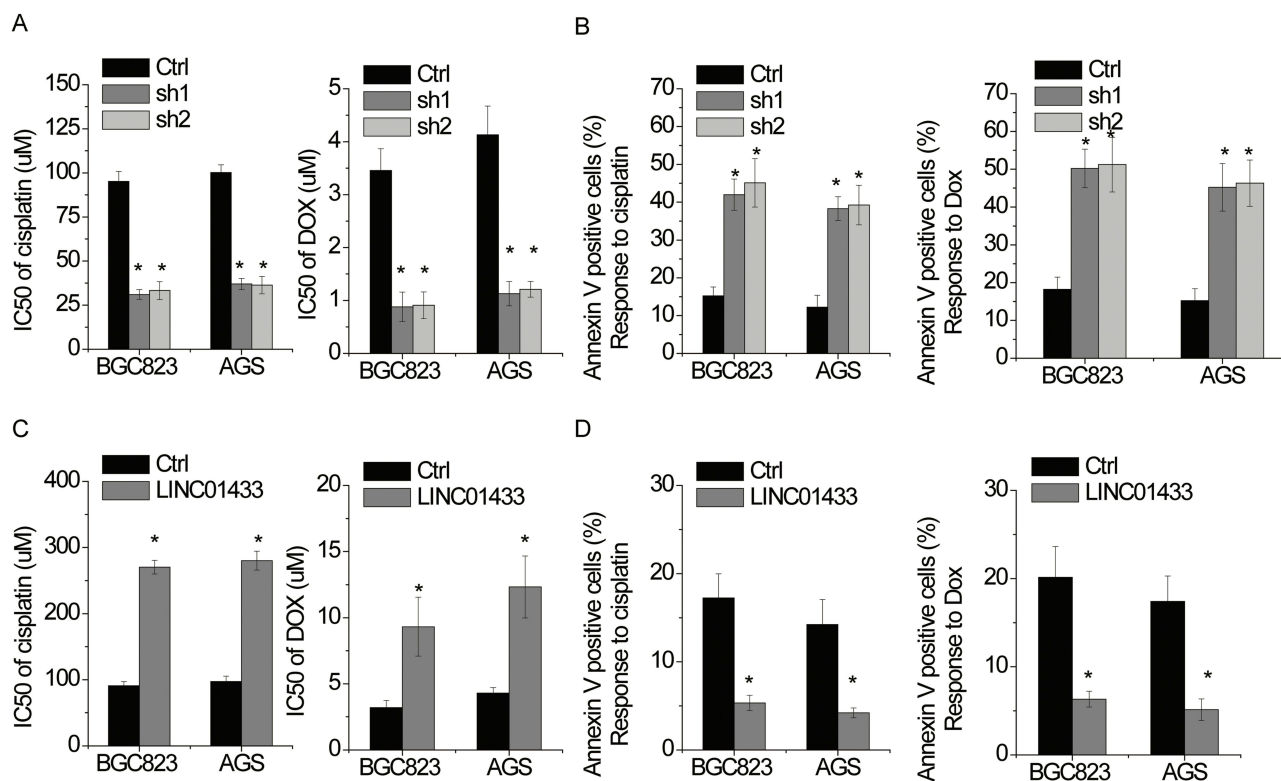 A
Ctrl
sh1
sh2
IC50 of cisplatin (uM)
150
125
100
75
50
25
0
* * * *
BGC823 AGS
Ctrl
sh1
sh2
IC50 of DOX (uM)
5
4
3
2
1
0
* * * *
BGC823 AGS
B
Ctrl
sh1
sh2
Annexin V positive cells (%)
Response to cisplatin
70
60
50
40
30
20
10
0
* * * *
BGC823 AGS
Ctrl
sh1
sh2
Annexin V positive cells (%)
Response to Dox
70
60
50
40
30
20
10
0
* * * *
BGC823 AGS
C
Ctrl
LINC01433
IC50 of cisplatin (uM)
400
300
200
100
0
* *
BGC823 AGS
Ctrl
LINC01433
IC50 of DOX (uM)
20
15
10
5
0
* *
BGC823 AGS
D
Ctrl
LINC01433
Annexin V positive cells (%)
Response to cisplatin
30
20
10
0
* *
BGC823 AGS
Ctrl
LINC01433
Annexin V positive cells (%)
Response to Dox
30
20
10
0
* *
BGC823 AGS